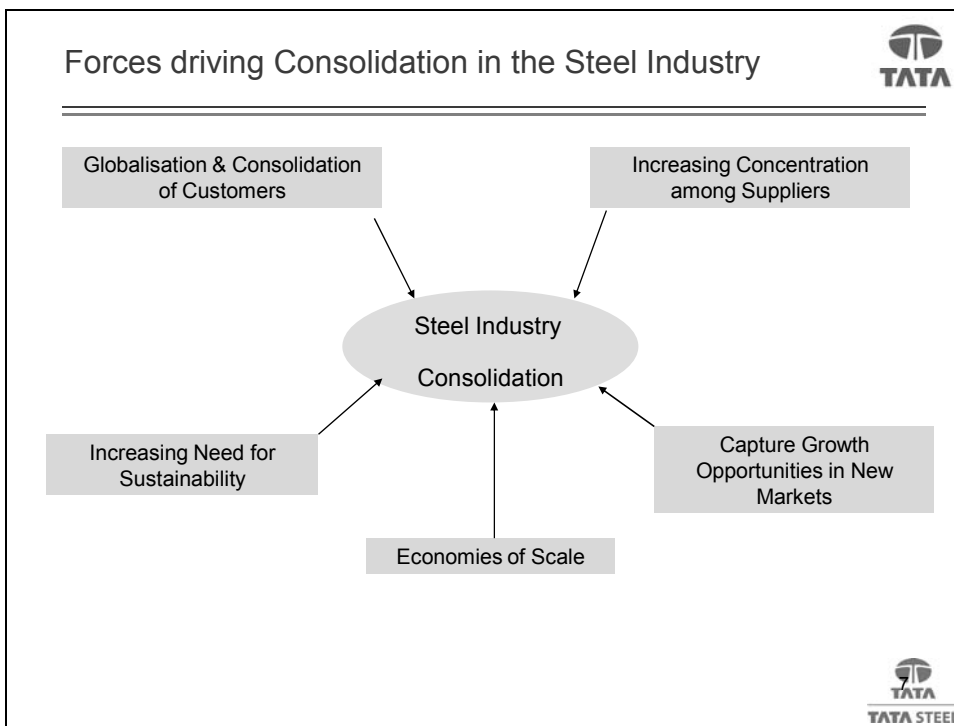 Forces driving Consolidation in the Steel Industry
TATA
Globalisation & Consolidation
of Customers
Increasing Concentration
among Suppliers
Steel Industry
Consolidation
Increasing Need for
Sustainability
Capture Growth
Opportunities in New
Markets
Economies of Scale
7
TATA
TATA STEEL